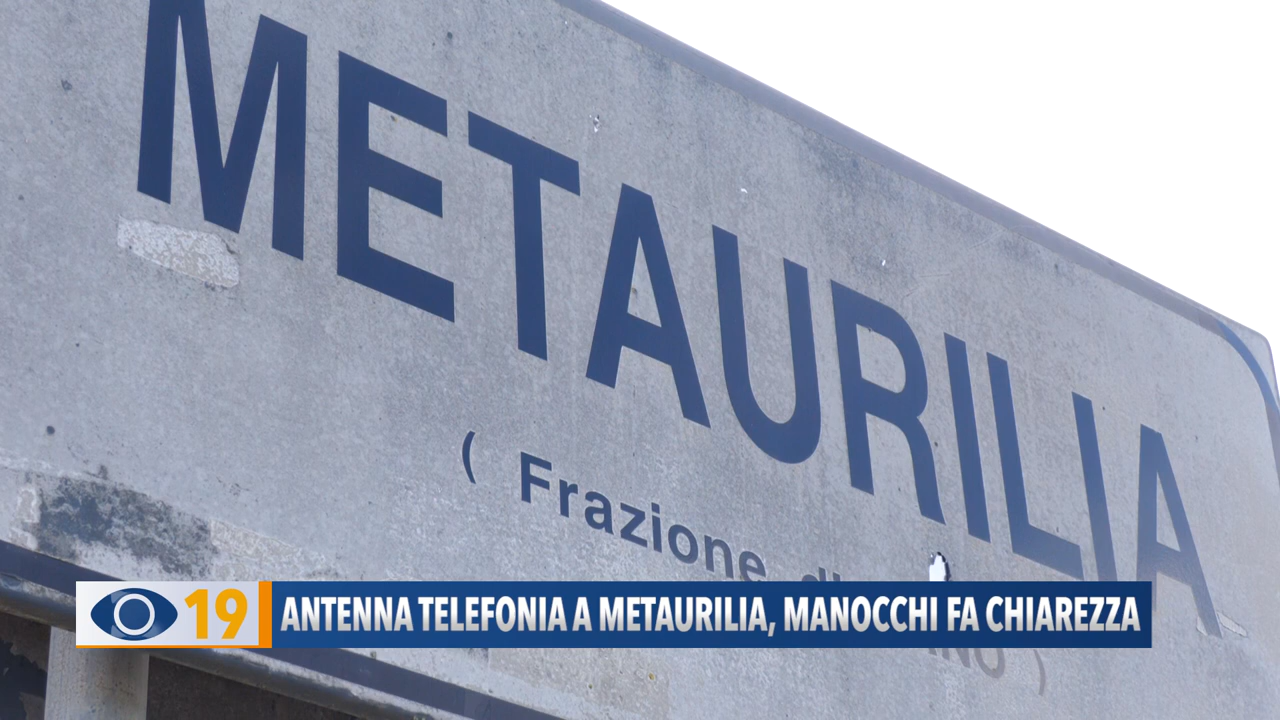 METAURILIA
( Frazione
19 ANTENNA TELEFONIA A METAURILIA, MANOCCHI FA CHIAREZZA